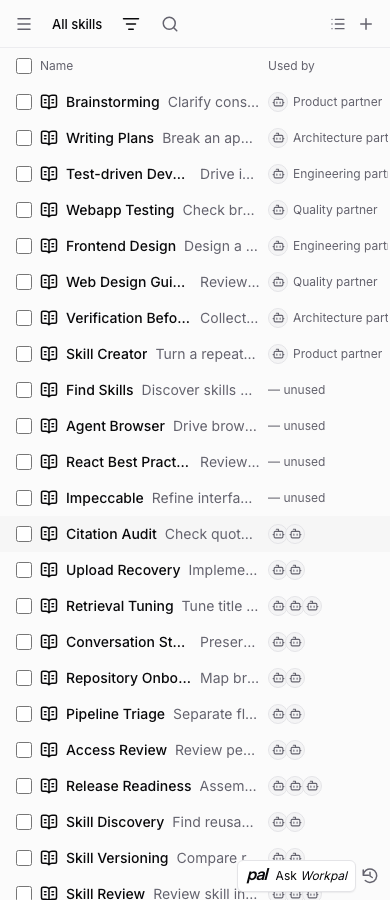 All skills
Name Used by
Brainstorming Clarify cons... Product partner
Writing Plans Break an ap... Architecture part
Test-driven Dev... Drive i... Engineering part
Webapp Testing Check br... Quality partner
Frontend Design Design a ... Engineering part
Web Design Gui... Review... Quality partner
Verification Befo... Collect... Architecture part
Skill Creator Turn a repeat... Product partner
Find Skills Discover skills ... — unused
Agent Browser Drive brow... — unused
React Best Pract... Review... — unused
Impeccable Refine interfa... — unused
Citation Audit Check quot...
Upload Recovery Impleme...
Retrieval Tuning Tune title ...
Conversation St... Preser...
Repository Onbo... Map br...
Pipeline Triage Separate fl...
Access Review Review pe...
Release Readiness Assem...
Skill Discovery Find reusa...
Skill Versioning Compare r
pal Ask Workpal
Skill Review Review skill in...